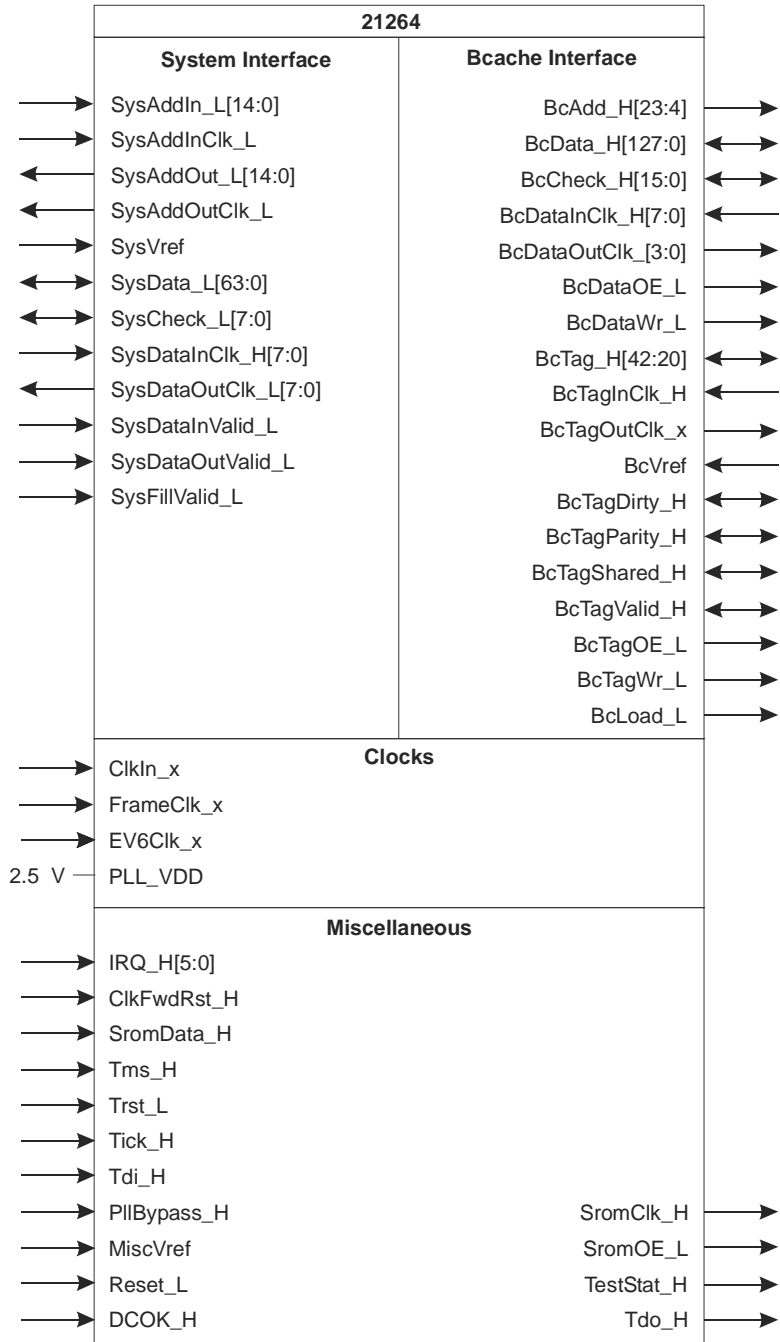 21264
System Interface
SysAddIn_L[14:0]
SysAddInClk_L
SysAddOut_L[14:0]
SysAddOutClk_L
SysVref
SysData_L[63:0]
SysCheck_L[7:0]
SysDataInClk_H[7:0]
SysDataOutClk_L[7:0]
SysDataInValid_L
SysDataOutValid_L
SysFillValid_L
Bcache Interface
BcAdd_H[23:4]
BcData_H[127:0]
BcCheck_H[15:0]
BcDataInClk_H[7:0]
BcDataOutClk_[3:0]
BcDataOE_L
BcDataWr_L
BcTag_H[42:20]
BcTagInClk_H
BcTagOutClk_x
BcVref
BcTagDirty_H
BcTagParity_H
BcTagShared_H
BcTagValid_H
BcTagOE_L
BcTagWr_L
BcLoad_L
Clocks
ClkIn_x
FrameClk_x
EV6Clk_x
2.5 V PLL_VDD
Miscellaneous
IRQ_H[5:0]
ClkFwdRst_H
SromData_H
Tms_H
Trst_L
Tick_H
Tdi_H
PllBypass_H
MiscVref
Reset_L
DCOK_H
SromClk_H
SromOE_L
TestStat_H
Tdo_H